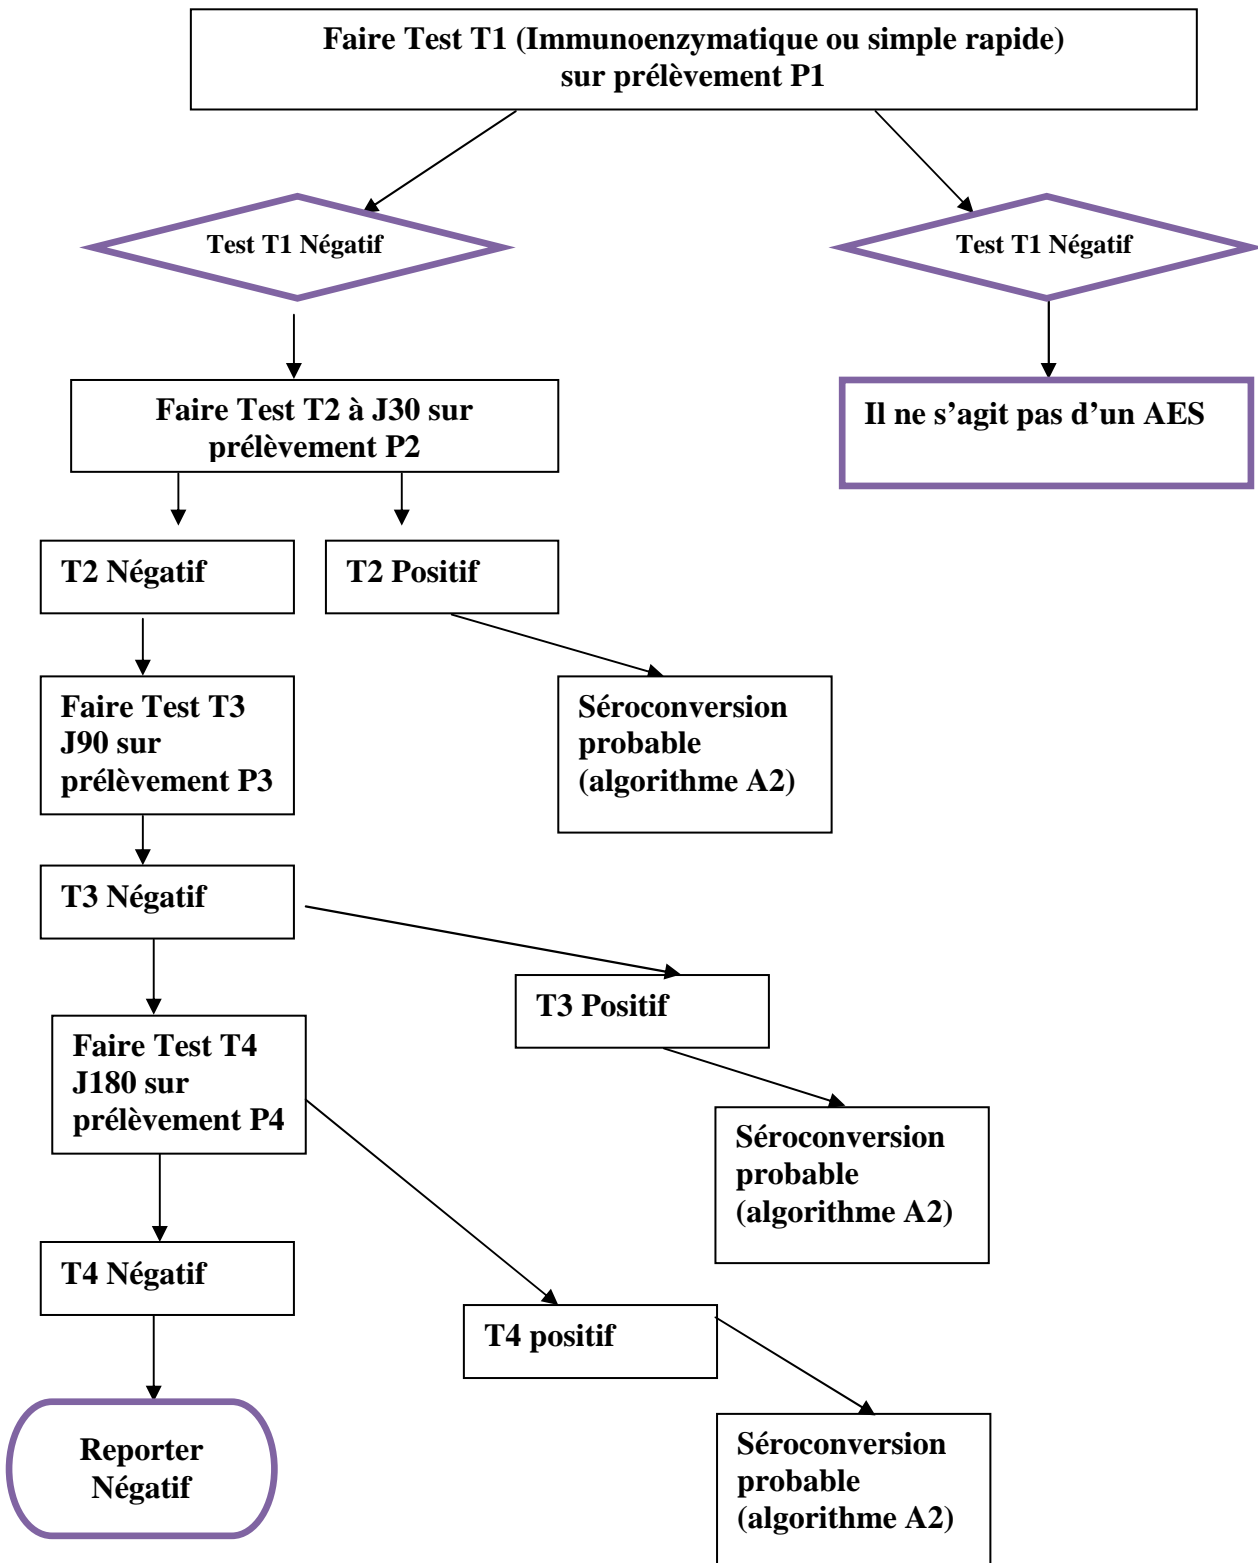 Faire Test T1 (Immunoenzymatique ou simple rapide)
sur prélèvement P1
Test T1 Négatif
Test T1 Négatif
Faire Test T2 à J30 sur
prélèvement P2
Il ne s’agit pas d’un AES
T2 Négatif
T2 Positif
Faire Test T3
J90 sur
prélèvement P3
Séroconversion
probable
(algorithme A2)
T3 Négatif
T3 Positif
Faire Test T4
J180 sur
prélèvement P4
Séroconversion
probable
(algorithme A2)
T4 Négatif
T4 positif
Reporter
Négatif
Séroconversion
probable
(algorithme A2)